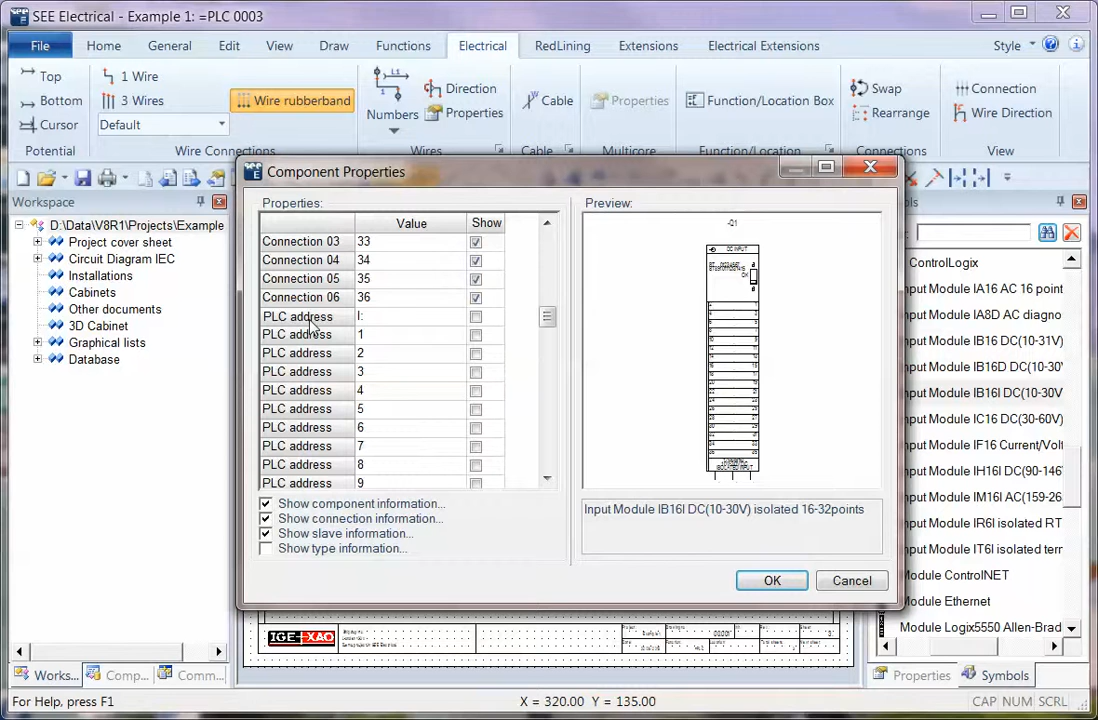 SEE Electrical - Example 1: =PLC 0003
File Home General Edit View Draw Functions Electrical RedLining Extensions Electrical Extensions Style
Top 1 Wire
Bottom 3 Wires Wire rubberband
Cursor Default
Potential Wire Connections
Numbers Direction Properties
Wires
Cable
Cable
Properties
Multicore
Function/Location Box
Function/Location
Swap
Rearrange
Connections
Connection
Wire Direction
View
Workspace
D:\Data\V8R1\Projects\Example
Project cover sheet
Circuit Diagram IEC
Installations
Cabinets
Other documents
3D Cabinet
Graphical lists
Database
Works... Comp... Comm...
Component Properties
Properties:
Value Show
Connection 03 33
Connection 04 34
Connection 05 35
Connection 06 36
PLC address I:
PLC address 1
PLC address 2
PLC address 3
PLC address 4
PLC address 5
PLC address 6
PLC address 7
PLC address 8
PLC address 9
Show component information...
Show connection information...
Show slave information...
Show type information...
Preview:
-01
DC INPUT
Input Module IB16I DC(10-30V) isolated 16-32points
OK Cancel
ControlLogix
Input Module IA16 AC 16 point
Input Module IA8D AC diagno
Input Module IB16 DC(10-31V)
Input Module IB16D DC(10-30'
Input Module IB16I DC(10-30V
Input Module IC16 DC(30-60V)
Input Module IF16 Current/Volt
Input Module IH16I DC(90-146
Input Module IM16I AC(159-26
Input Module IR6I isolated RT
Input Module IT6I isolated terr
Module ControlNET
Module Ethernet
Module Logix5550 Allen-Brad
Properties Symbols
IGE+XAO
For Help, press F1 X = 320.00 Y = 135.00 CAP NUM SCRL